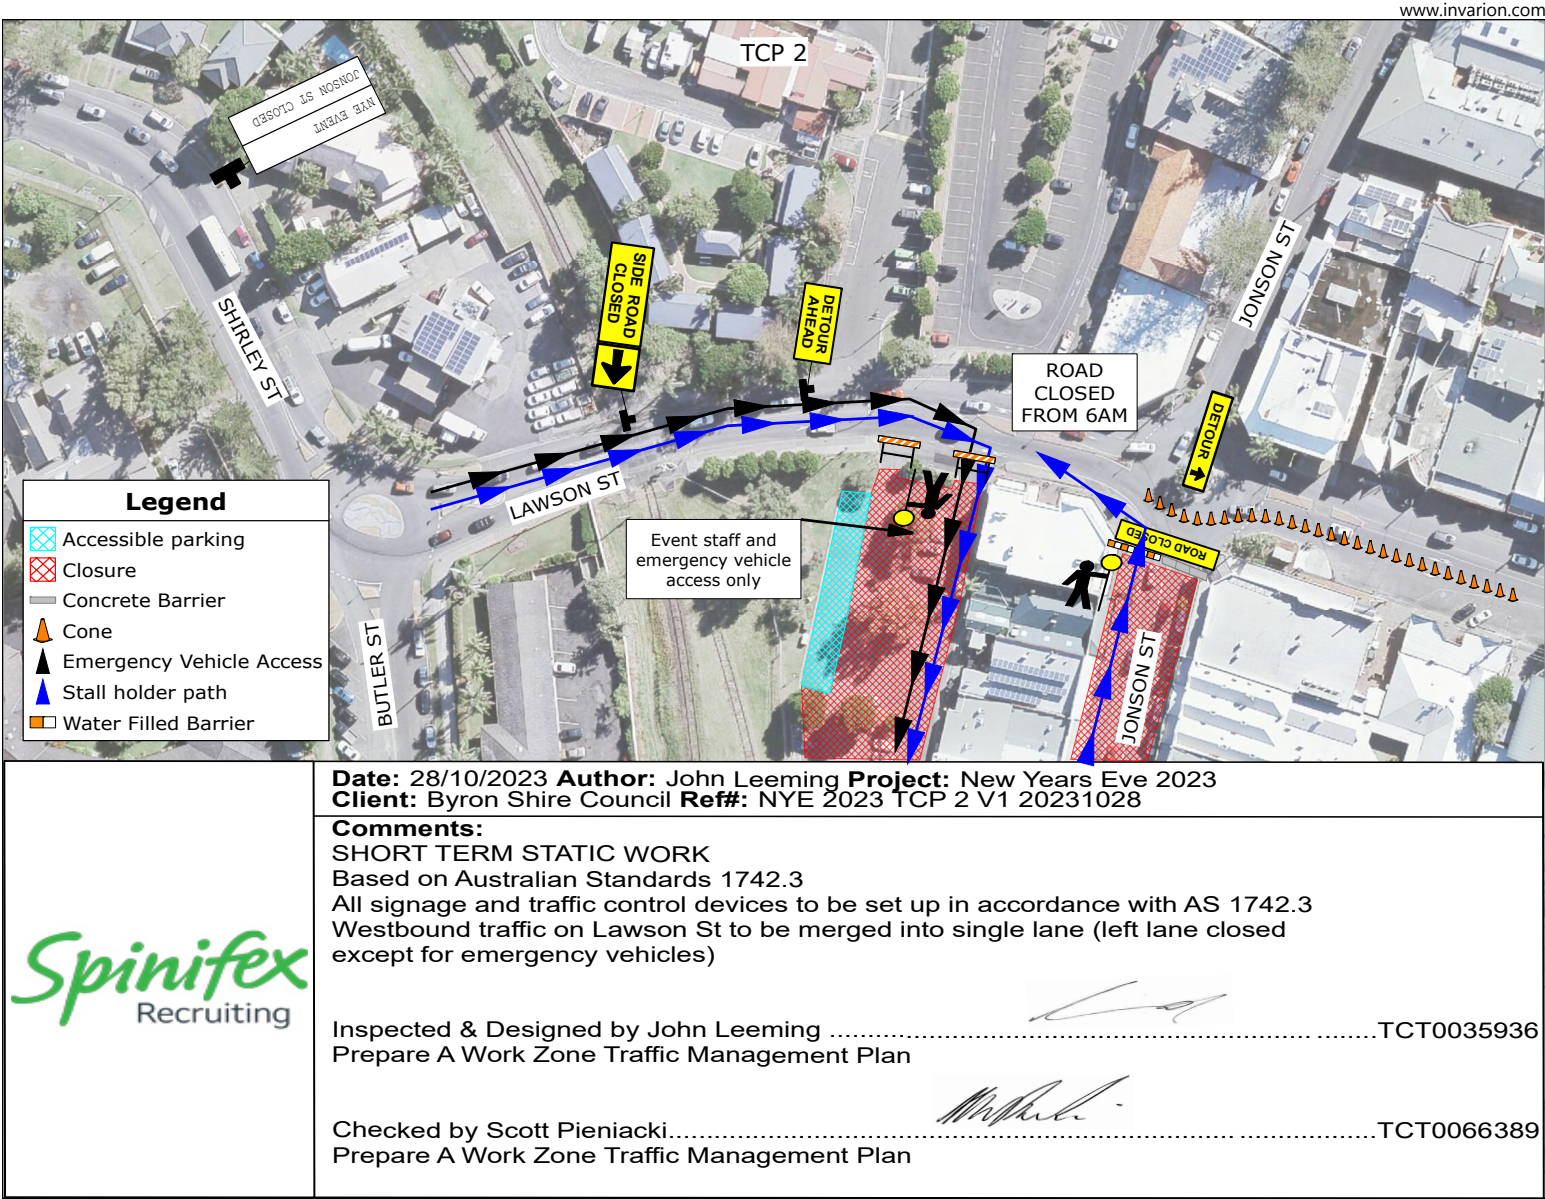 www.invarion.com
TCP 2
JONSON ST CLOSED
NYE EVENT
SIDE ROAD
CLOSED
DETOUR
AHEAD
SHIRLEY ST
JONSON ST
ROAD
CLOSED
FROM 6AM
DETOUR
LAWSON ST
Event staff and
emergency vehicle
access only
ROAD CLOSED
JONSON ST
BUTLER ST
Legend
Accessible parking
Closure
Concrete Barrier
Cone
Emergency Vehicle Access
Stall holder path
Water Filled Barrier
Date: 28/10/2023 Author: John Leeming Project: New Years Eve 2023
Client: Byron Shire Council Ref#: NYE 2023 TCP 2 V1 20231028
Comments:
SHORT TERM STATIC WORK
Based on Australian Standards 1742.3
All signage and traffic control devices to be set up in accordance with AS 1742.3
Westbound traffic on Lawson St to be merged into single lane (left lane closed
except for emergency vehicles)
Inspected & Designed by John Leeming ................................................................ ........TCT0035936
Prepare A Work Zone Traffic Management Plan
Checked by Scott Pieniacki........................................................................... ..................TCT0066389
Prepare A Work Zone Traffic Management Plan
Spinifex
Recruiting